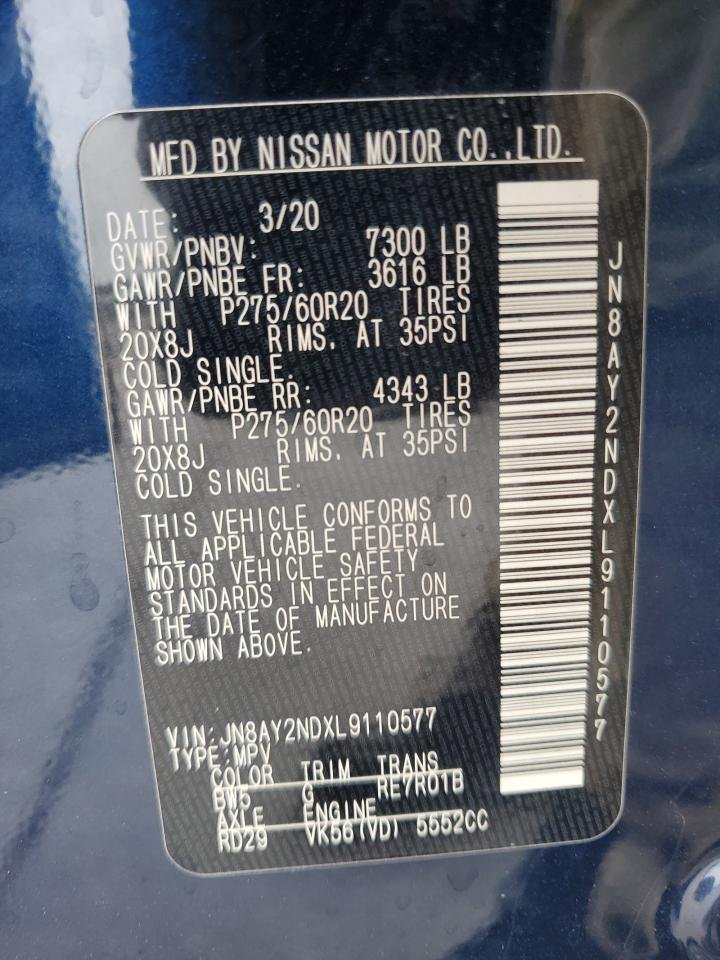 MFD BY NISSAN MOTOR CO.,LTD.
DATE: 3/20
GVWR/PNBV: 7300 LB
GAWR/PNBE FR: 3616 LB
WITH P275/60R20 TIRES
20X8J RIMS, AT 35PSI
COLD SINGLE.
GAWR/PNBE RR: 4343 LB
WITH P275/60R20 TIRES
20X8J RIMS, AT 35PSI
COLD SINGLE.
THIS VEHICLE CONFORMS TO
ALL APPLICABLE FEDERAL
MOTOR VEHICLE SAFETY
STANDARDS IN EFFECT ON
THE DATE OF MANUFACTURE
SHOWN ABOVE.
VIN:JN8AY2NDXL9110577
TYPE:MPV
COLOR TRIM TRANS
BW5 G RE7R01B
AXLE ENGINE
RD29 VK56(VD) 5552CC
JN8AY2NDXL9110577